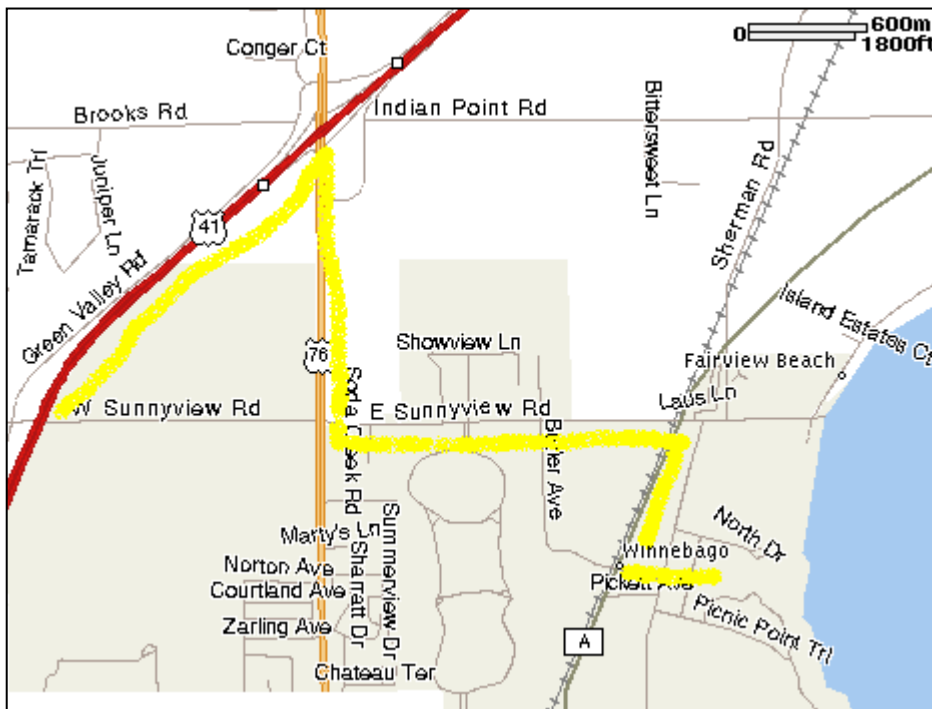 600m
0
1800ft
Conger Ct
Brooks Rd
Indian Point Rd
Bittersweet Ln
Tamarack Trl
Juniper Ln
Sherman Rd
41
Green Valley Rd
Island Estates Ct
76
Showview Ln
Fairview Beach
Laus Ln
W Sunnyview Rd
E Sunnyview Rd
Soda Creek Rd
Butler Ave
Marty's Ln
Summerview Dr
Sharratt Dr
North Dr
Winnebago
Norton Ave
Pickett Ave
Courtland Ave
Picnic Point Trl
Zarling Ave
A
Chateau Ter